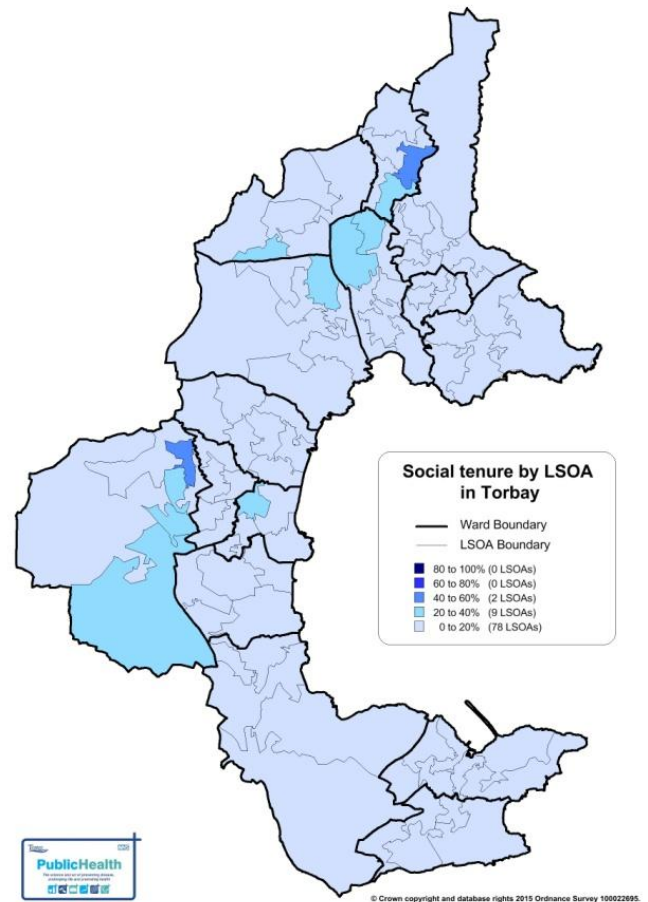 Social tenure by LSOA
in Torbay
Ward Boundary
LSOA Boundary
80 to 100% (0 LSOAs)
60 to 80% (0 LSOAs)
40 to 60% (2 LSOAs)
20 to 40% (9 LSOAs)
0 to 20% (78 LSOAs)
PublicHealth
© Crown copyright and database rights 2015 Ordnance Survey 100022695.